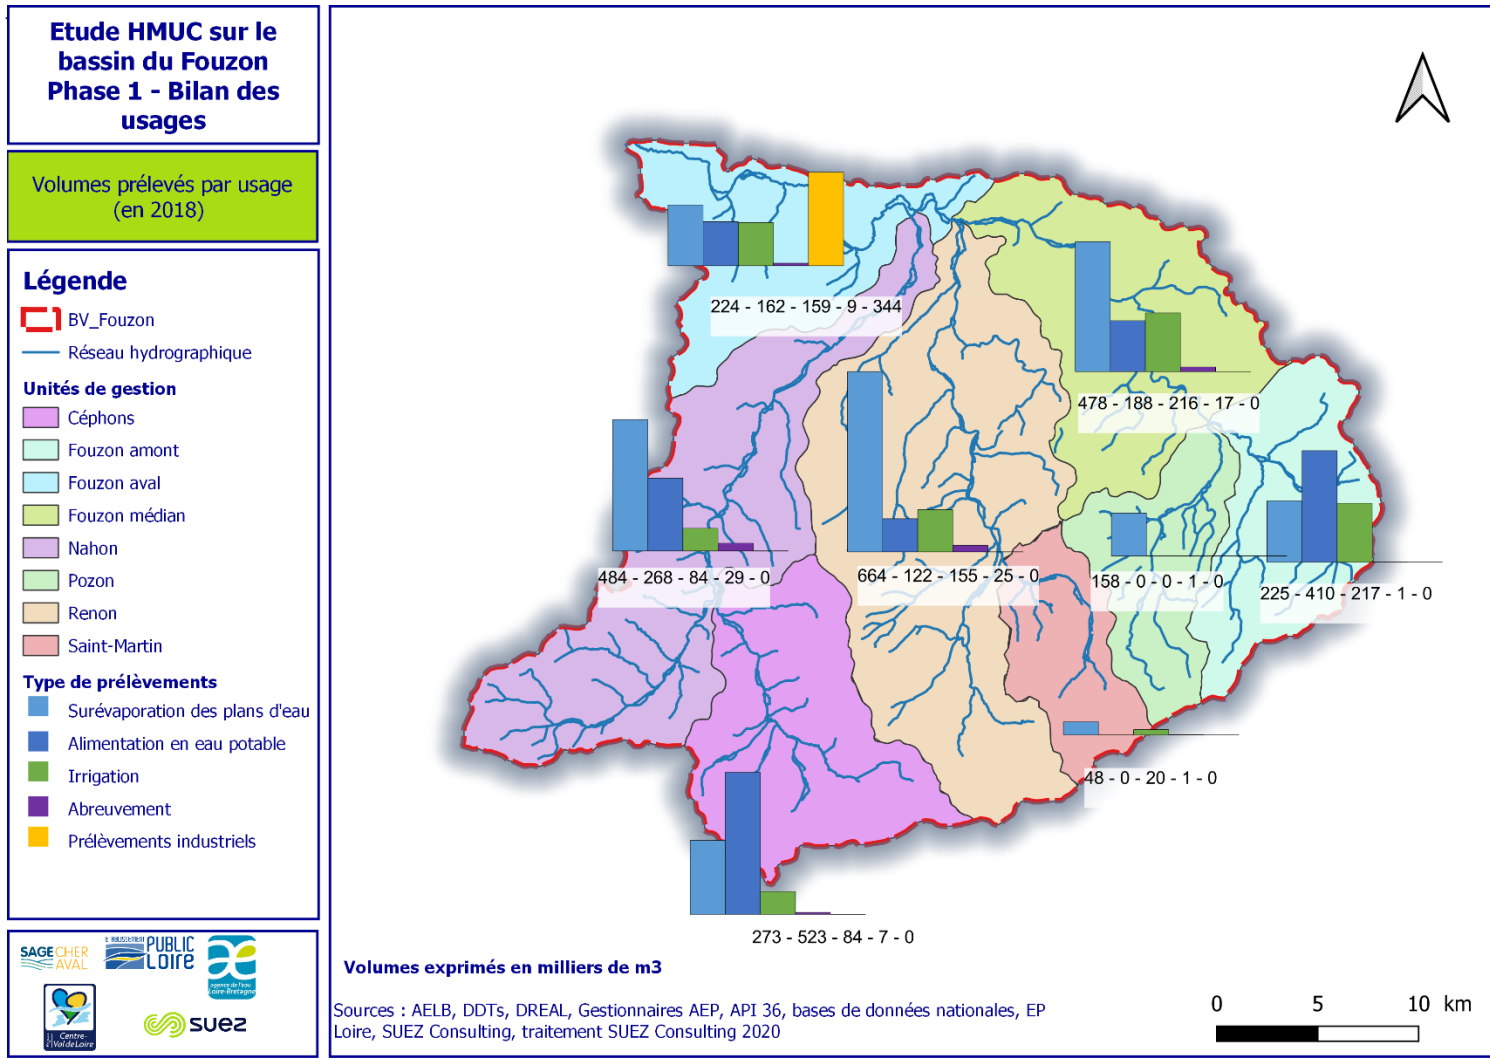 Etude HMUC sur le
bassin du Fouzon
Phase 1 - Bilan des
usages
Volumes prélevés par usage
(en 2018)
Légende
BV_Fouzon
Réseau hydrographique
Unités de gestion
Céphons
Fouzon amont
Fouzon aval
Fouzon médian
Nahon
Pozon
Renon
Saint-Martin
Type de prélèvements
Surévaporation des plans d'eau
Alimentation en eau potable
Irrigation
Abreuvement
Prélèvements industriels
SAGE CHER
AVAL
PUBLIC
LOIRE
agence de l'eau
Loire-Bretagne
Centre-
Val de Loire
suez
224 - 162 - 159 - 9 - 344
478 - 188 - 216 - 17 - 0
484 - 268 - 84 - 29 - 0
664 - 122 - 155 - 25 - 0
158 - 0 - 0 - 1 - 0
225 - 410 - 217 - 1 - 0
48 - 0 - 20 - 1 - 0
273 - 523 - 84 - 7 - 0
Volumes exprimés en milliers de m3
Sources : AELB, DDTs, DREAL, Gestionnaires AEP, API 36, bases de données nationales, EP
Loire, SUEZ Consulting, traitement SUEZ Consulting 2020
0 5 10 km